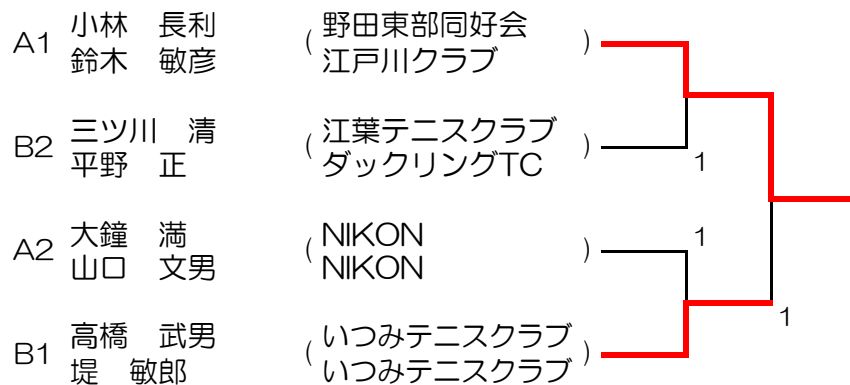 A1 小林 長利 ( 野田東部同好会 )
鈴木 敏彦 江戸川クラブ
B2 三ツ川 清 ( 江葉テニスクラブ )
平野 正 ダックリングTC
1
A2 大鐘 満 ( NIKON )
山口 文男 NIKON
1
B1 高橋 武男 ( いつみテニスクラブ )
堤 敏郎 いつみテニスクラブ
1